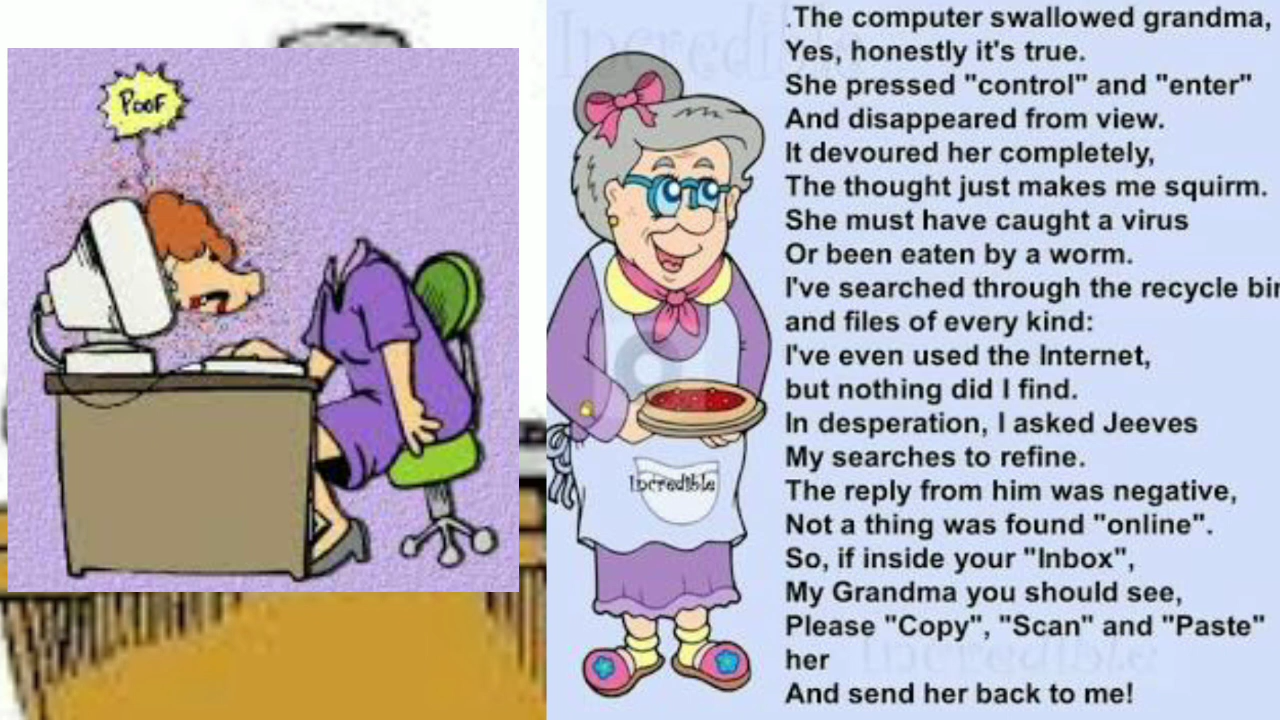 POOF
.The computer swallowed grandma,
Yes, honestly it's true.
She pressed "control" and "enter"
And disappeared from view.
It devoured her completely,
The thought just makes me squirm.
She must have caught a virus
Or been eaten by a worm.
I've searched through the recycle bin
and files of every kind:
I've even used the Internet,
but nothing did I find.
In desperation, I asked Jeeves
My searches to refine.
The reply from him was negative,
Not a thing was found "online".
So, if inside your "Inbox",
My Grandma you should see,
Please "Copy", "Scan" and "Paste"
her
And send her back to me!
Incredible
Incredible
Incredible